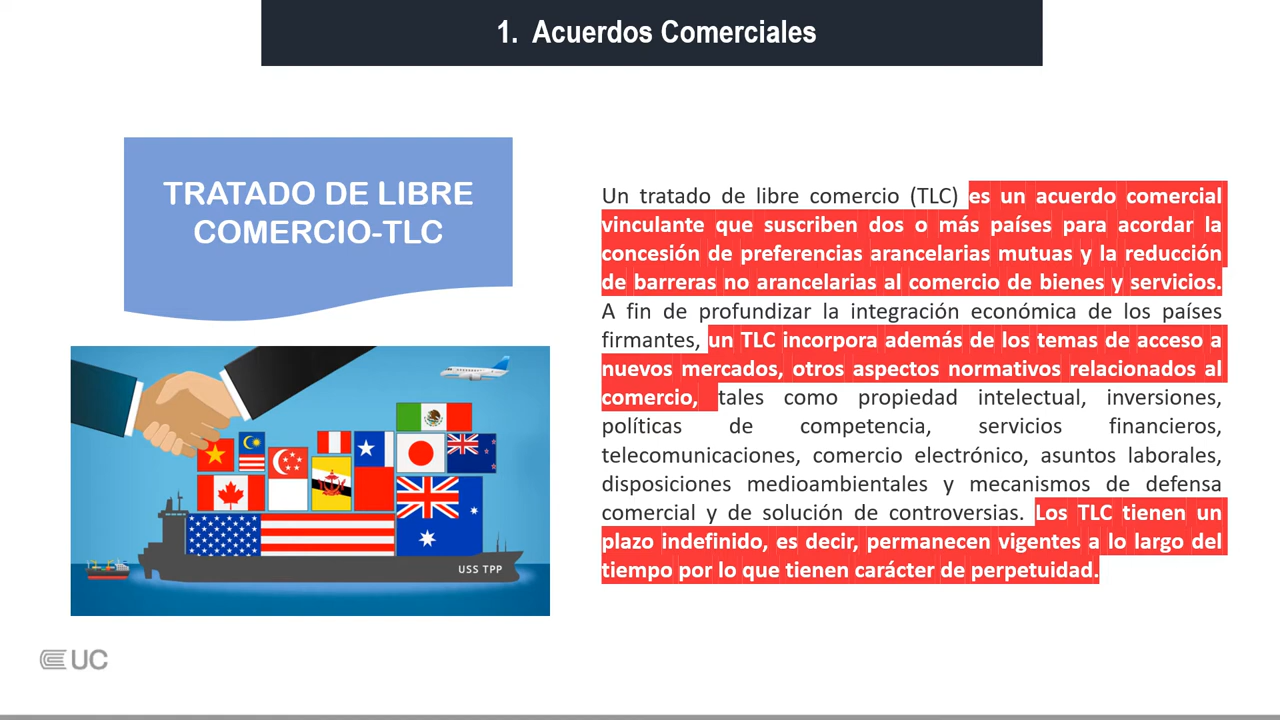 1. Acuerdos Comerciales
TRATADO DE LIBRE
COMERCIO-TLC
Un tratado de libre comercio (TLC) es un acuerdo comercial
vinculante que suscriben dos o más países para acordar la
concesión de preferencias arancelarias mutuas y la reducción
de barreras no arancelarias al comercio de bienes y servicios.
A fin de profundizar la integración económica de los países
firmantes, un TLC incorpora además de los temas de acceso a
nuevos mercados, otros aspectos normativos relacionados al
comercio, tales como propiedad intelectual, inversiones,
políticas de competencia, servicios financieros,
telecomunicaciones, comercio electrónico, asuntos laborales,
disposiciones medioambientales y mecanismos de defensa
comercial y de solución de controversias. Los TLC tienen un
plazo indefinido, es decir, permanecen vigentes a lo largo del
tiempo por lo que tienen carácter de perpetuidad.
USS TPP
UC